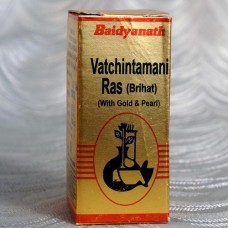 Baidyanath
Vatchintamani
Ras (Brihat)
(With Gold & Pearl)